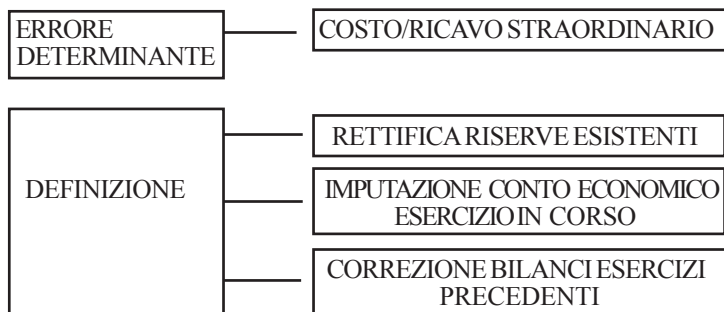 ERRORE
DETERMINANTE
COSTO/RICAVO STRAORDINARIO
DEFINIZIONE
RETTIFICA RISERVE ESISTENTI
IMPUTAZIONE CONTO ECONOMICO
ESERCIZIO IN CORSO
CORREZIONE BILANCI ESERCIZI
PRECEDENTI